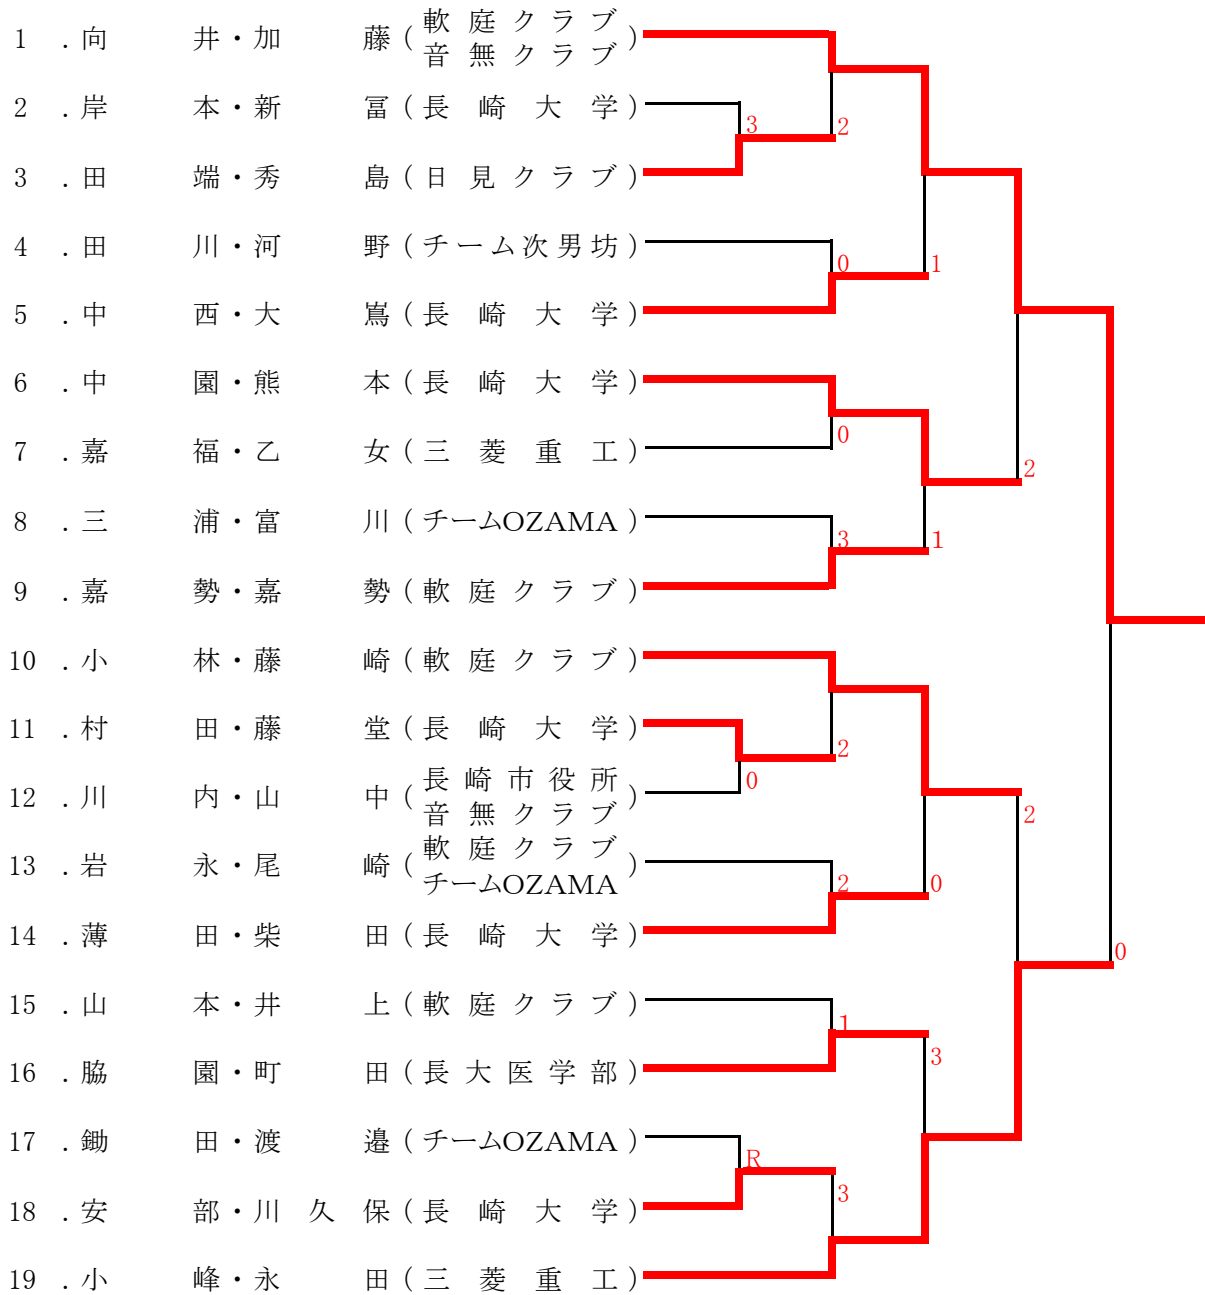 1 . 向 井・加 藤 ( 軟庭クラブ 音無クラブ )
2 . 岸 本・新 冨 ( 長崎大学 )
3
2
3 . 田 端・秀 島 ( 日見クラブ )
4 . 田 川・河 野 ( チーム次男坊 )
0
1
5 . 中 西・大 嶌 ( 長崎大学 )
6 . 中 園・熊 本 ( 長崎大学 )
0
7 . 嘉 福・乙 女 ( 三菱重工 )
2
8 . 三 浦・富 川 ( チームOZAMA )
3
1
9 . 嘉 勢・嘉 勢 ( 軟庭クラブ )
10 . 小 林・藤 崎 ( 軟庭クラブ )
11 . 村 田・藤 堂 ( 長崎大学 )
2
0
12 . 川 内・山 中 ( 長崎市役所 音無クラブ )
2
13 . 岩 永・尾 崎 ( 軟庭クラブ チームOZAMA )
2
0
14 . 薄 田・柴 田 ( 長崎大学 )
0
15 . 山 本・井 上 ( 軟庭クラブ )
1
3
16 . 脇 園・町 田 ( 長大医学部 )
17 . 鋤 田・渡 邉 ( チームOZAMA )
R
3
18 . 安 部・川久保 ( 長崎大学 )
19 . 小 峰・永 田 ( 三菱重工 )